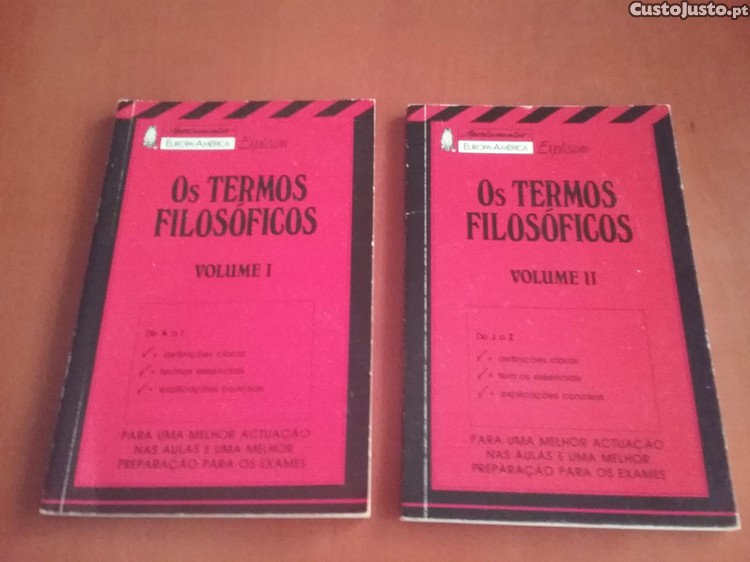 CustoJusto.pt
Apontamentos
EUROPA-AMÉRICA
Explicam
OS TERMOS
FILOSÓFICOS
VOLUME I
De A a I
• definições claras
• termos essenciais
• explicações concisas
PARA UMA MELHOR ACTUAÇÃO
NAS AULAS E UMA MELHOR
PREPARAÇÃO PARA OS EXAMES
Apontamentos
EUROPA-AMÉRICA
Explicam
OS TERMOS
FILOSÓFICOS
VOLUME II
De J a Z
• definições claras
• termos essenciais
• explicações concisas
PARA UMA MELHOR ACTUAÇÃO
NAS AULAS E UMA MELHOR
PREPARAÇÃO PARA OS EXAMES